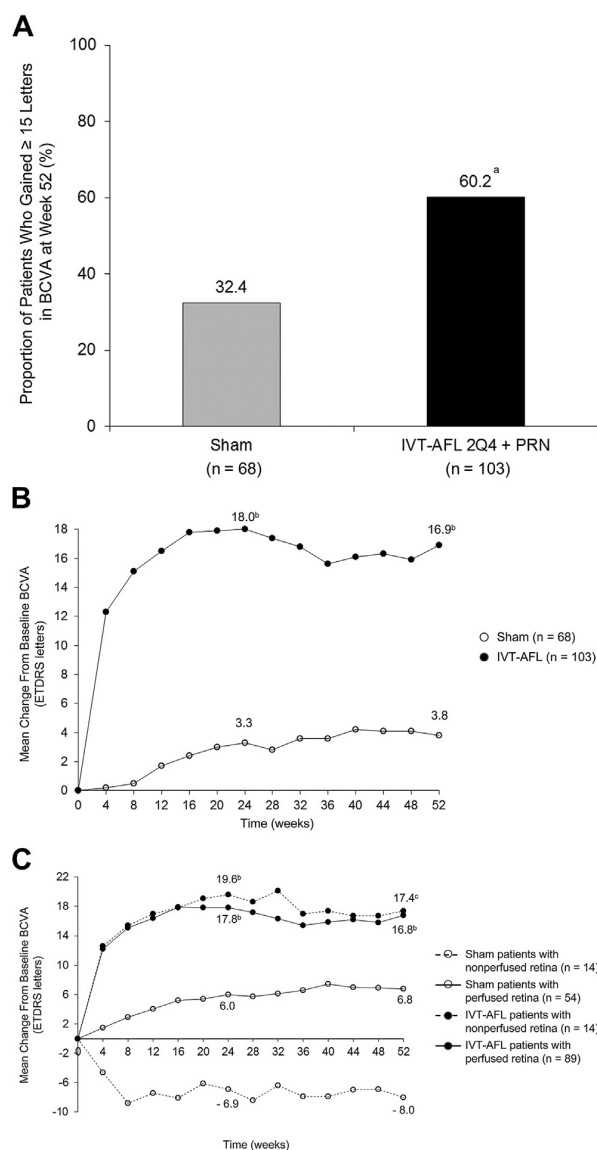 A
Proportion of Patients Who Gained ≥ 15 Letters
in BCVA at Week 52 (%)
100
80
60
40
20
0
32.4
60.2a
Sham
(n = 68)
IVT-AFL 2Q4 + PRN
(n = 103)
B
Mean Change From Baseline BCVA
(ETDRS letters)
18
16
14
12
10
8
6
4
2
0
18.0b
16.9b
3.3
3.8
0 4 8 12 16 20 24 28 32 36 40 44 48 52
Time (weeks)
Sham (n = 68)
IVT-AFL (n = 103)
C
Mean Change From Baseline BCVA
(ETDRS letters)
22
18
14
10
6
2
-2
-6
-10
19.6b
17.8b
17.4c
16.8b
6.0
6.8
0 4 8 12 16 20 24 28 32 36 40 44 48 52
- 6.9
- 8.0
Time (weeks)
Sham patients with
nonperfused retina (n = 14)
Sham patients with
perfused retina (n = 54)
IVT-AFL patients with
nonperfused retina (n = 14)
IVT-AFL patients with
perfused retina (n = 89)